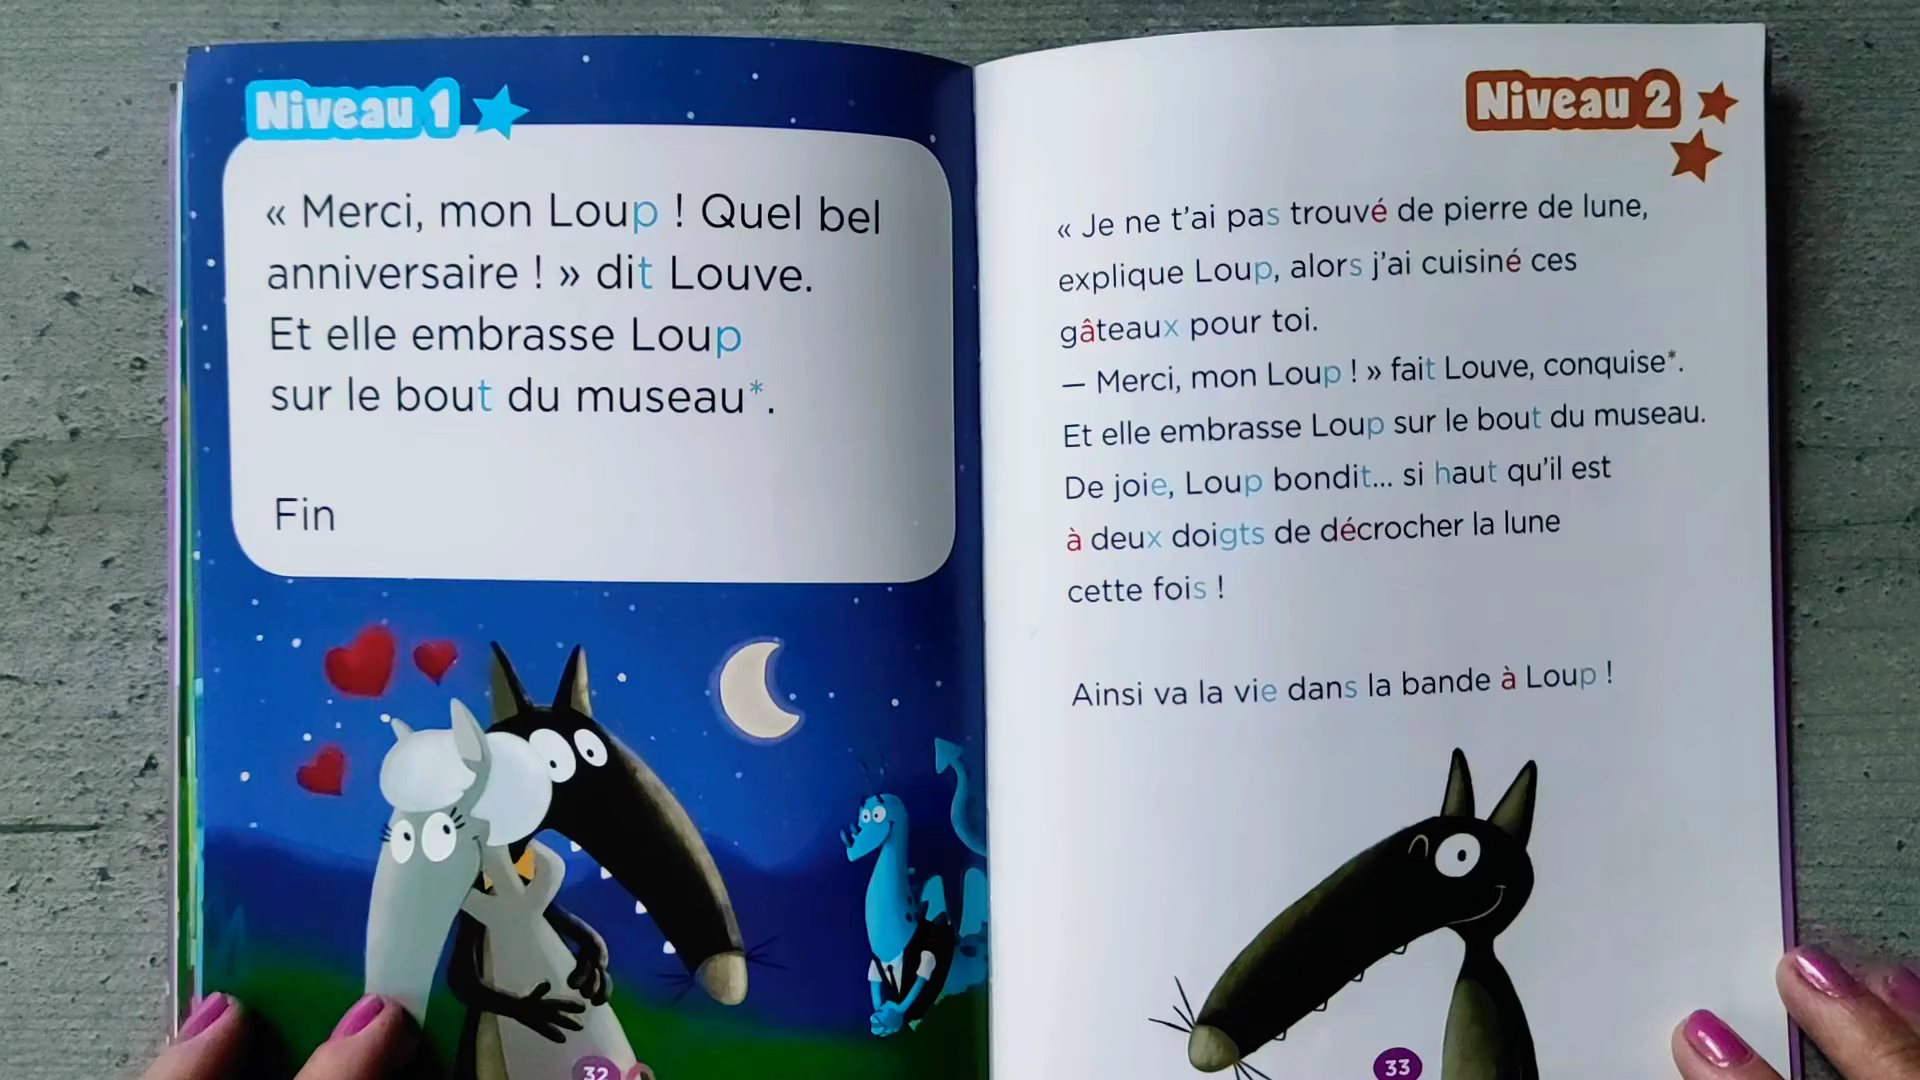 Niveau 1
« Merci, mon Loup ! Quel bel
anniversaire ! » dit Louve.
Et elle embrasse Loup
sur le bout du museau*.
Fin
32
Niveau 2
« Je ne t'ai pas trouvé de pierre de lune,
explique Loup, alors j'ai cuisiné ces
gâteaux pour toi.
— Merci, mon Loup ! » fait Louve, conquise*.
Et elle embrasse Loup sur le bout du museau.
De joie, Loup bondit... si haut qu'il est
à deux doigts de décrocher la lune
cette fois !
Ainsi va la vie dans la bande à Loup !
33